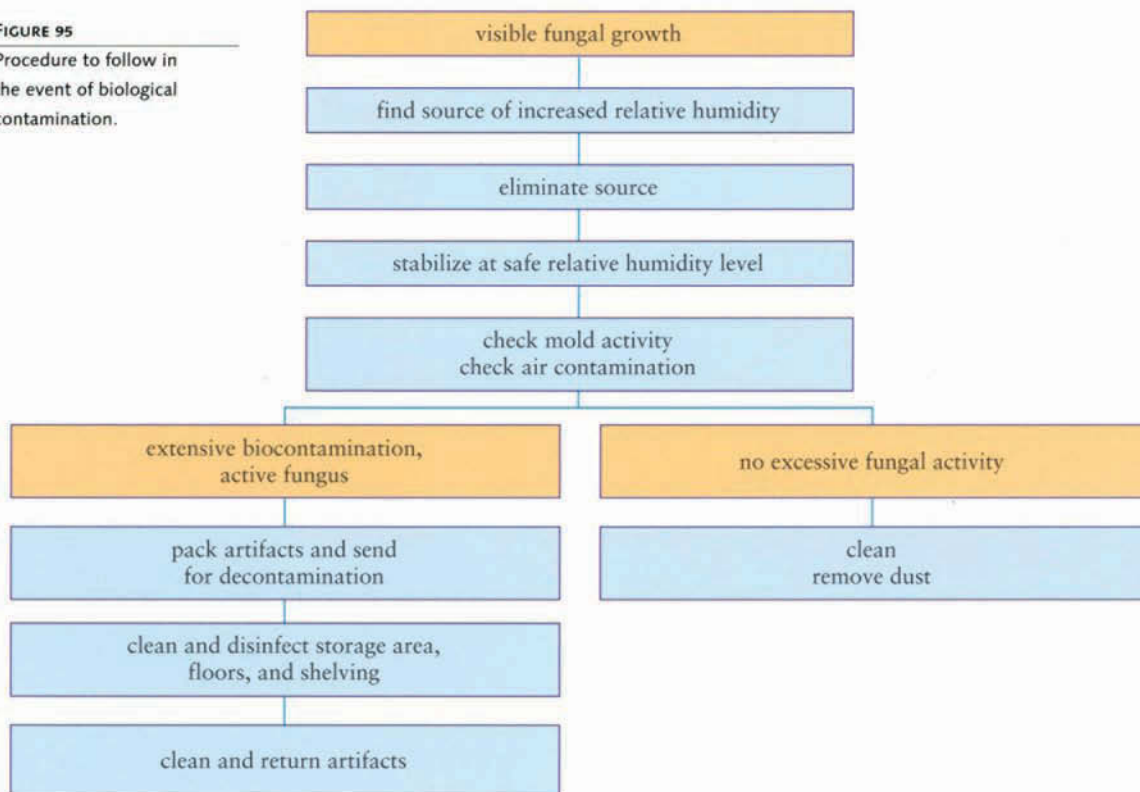 FIGURE 95
Procedure to follow in
the event of biological
contamination.
visible fungal growth
find source of increased relative humidity
eliminate source
stabilize at safe relative humidity level
check mold activity
check air contamination
extensive biocontamination,
active fungus
pack artifacts and send
for decontamination
clean and disinfect storage area,
floors, and shelving
clean and return artifacts
no excessive fungal activity
clean
remove dust